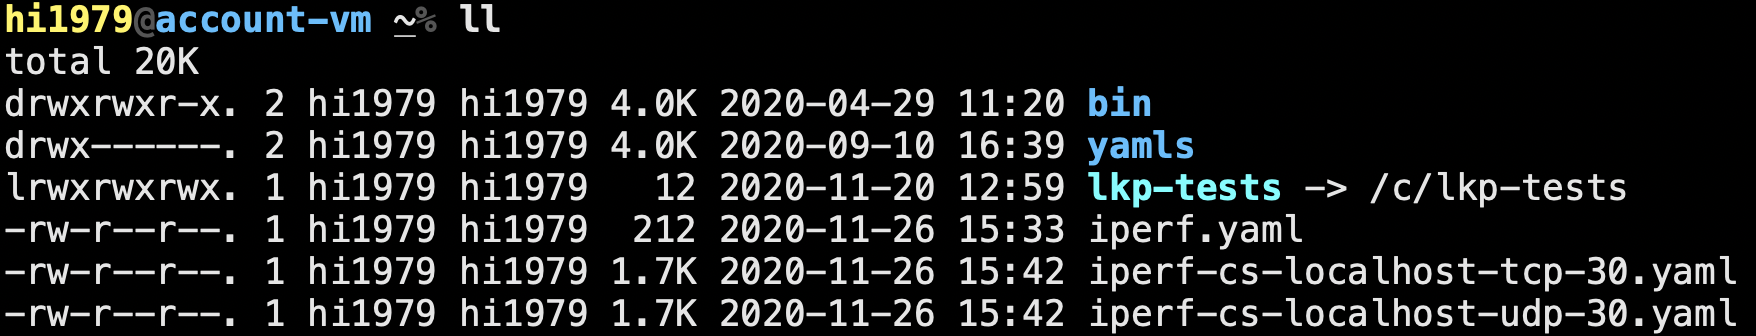 hi1979@account-vm ~% ll
total 20K
drwxrwxr-x. 2 hi1979 hi1979 4.0K 2020-04-29 11:20 bin
drwx------. 2 hi1979 hi1979 4.0K 2020-09-10 16:39 yamls
lrwxrwxrwx. 1 hi1979 hi1979   12 2020-11-20 12:59 lkp-tests -> /c/lkp-tests
-rw-r--r--. 1 hi1979 hi1979  212 2020-11-26 15:33 iperf.yaml
-rw-r--r--. 1 hi1979 hi1979 1.7K 2020-11-26 15:42 iperf-cs-localhost-tcp-30.yaml
-rw-r--r--. 1 hi1979 hi1979 1.7K 2020-11-26 15:42 iperf-cs-localhost-udp-30.yaml